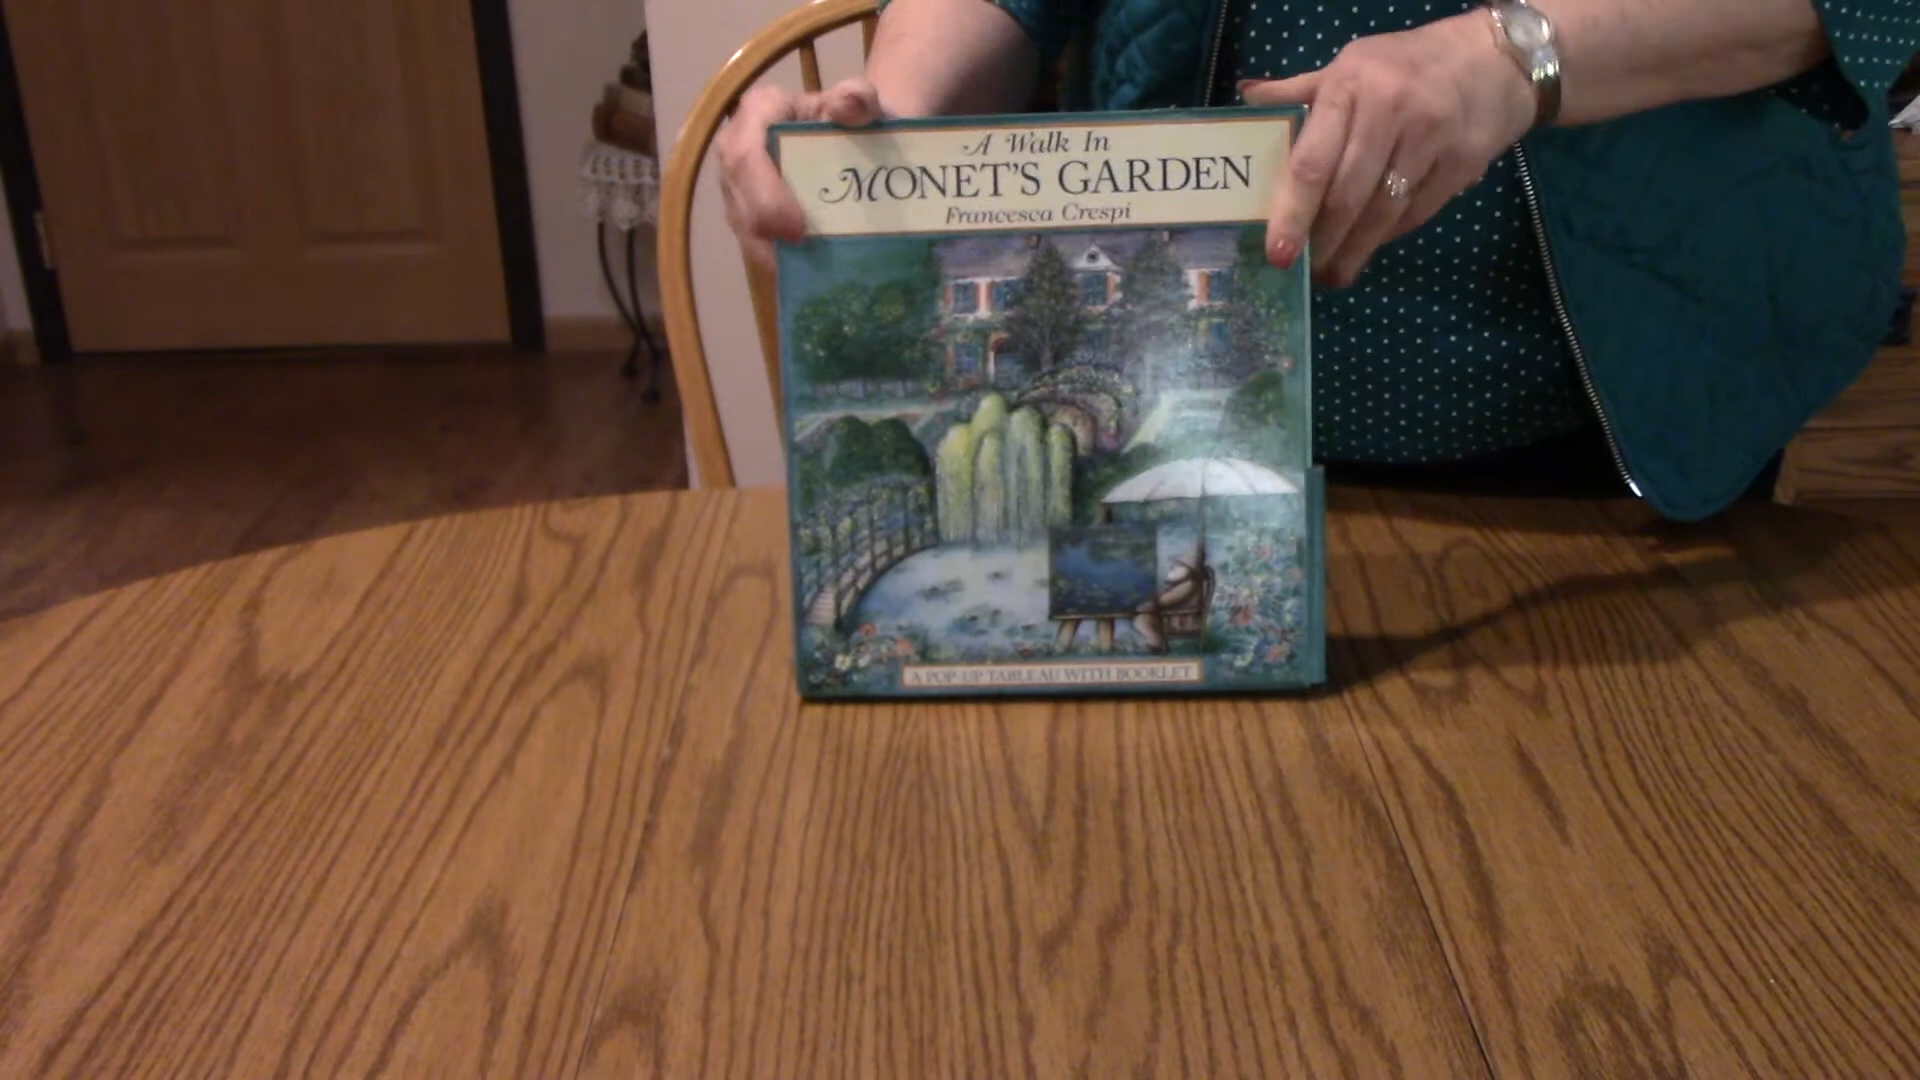 A Walk In
MONET'S GARDEN
Francesca Crespi
A POP-UP TABLEAU WITH BOOKLET